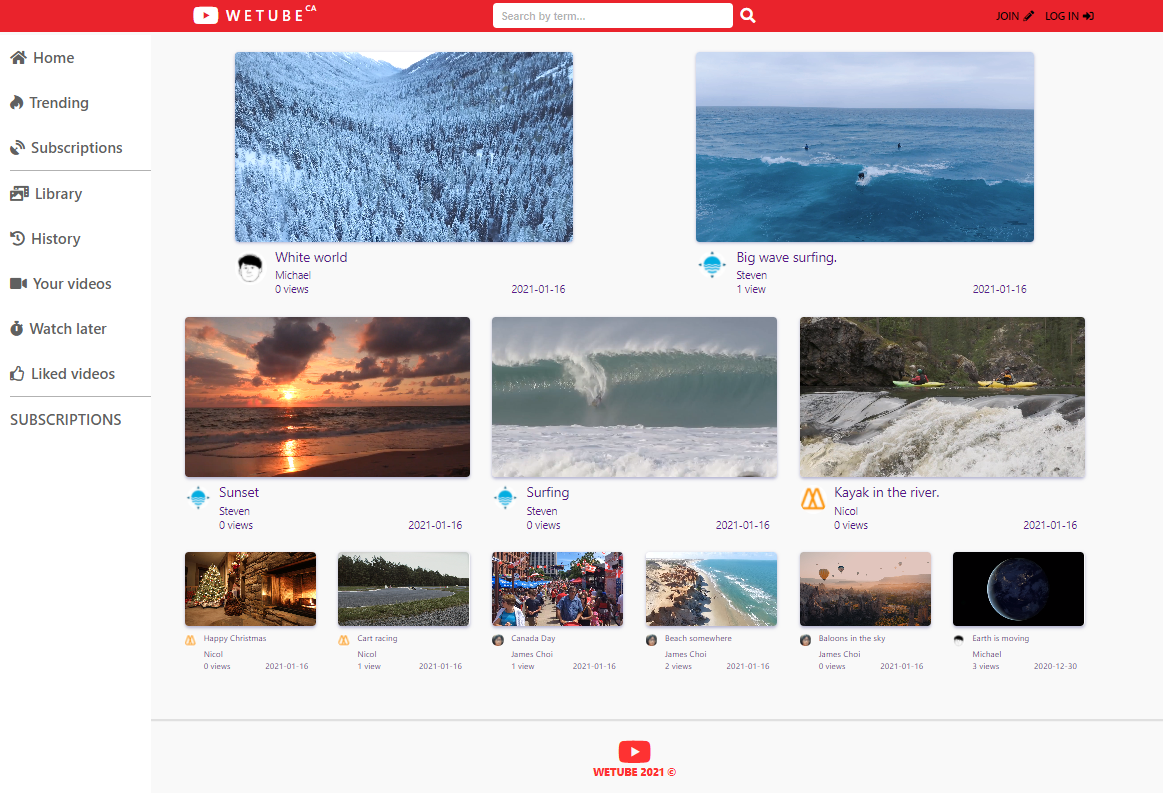 WETUBE CA
Search by term...
JOIN LOG IN
Home
Trending
Subscriptions
Library
History
Your videos
Watch later
Liked videos
SUBSCRIPTIONS
White world
Michael
0 views 2021-01-16
Big wave surfing.
Steven
1 view 2021-01-16
Sunset
Steven
0 views 2021-01-16
Surfing
Steven
0 views 2021-01-16
Kayak in the river.
Nicol
0 views 2021-01-16
Happy Christmas
Nicol
0 views 2021-01-16
Cart racing
Nicol
1 view 2021-01-16
Canada Day
James Choi
1 view 2021-01-16
Beach somewhere
James Choi
2 views 2021-01-16
Baloons in the sky
James Choi
0 views 2021-01-16
Earth is moving
Michael
3 views 2020-12-30
WETUBE 2021 ©